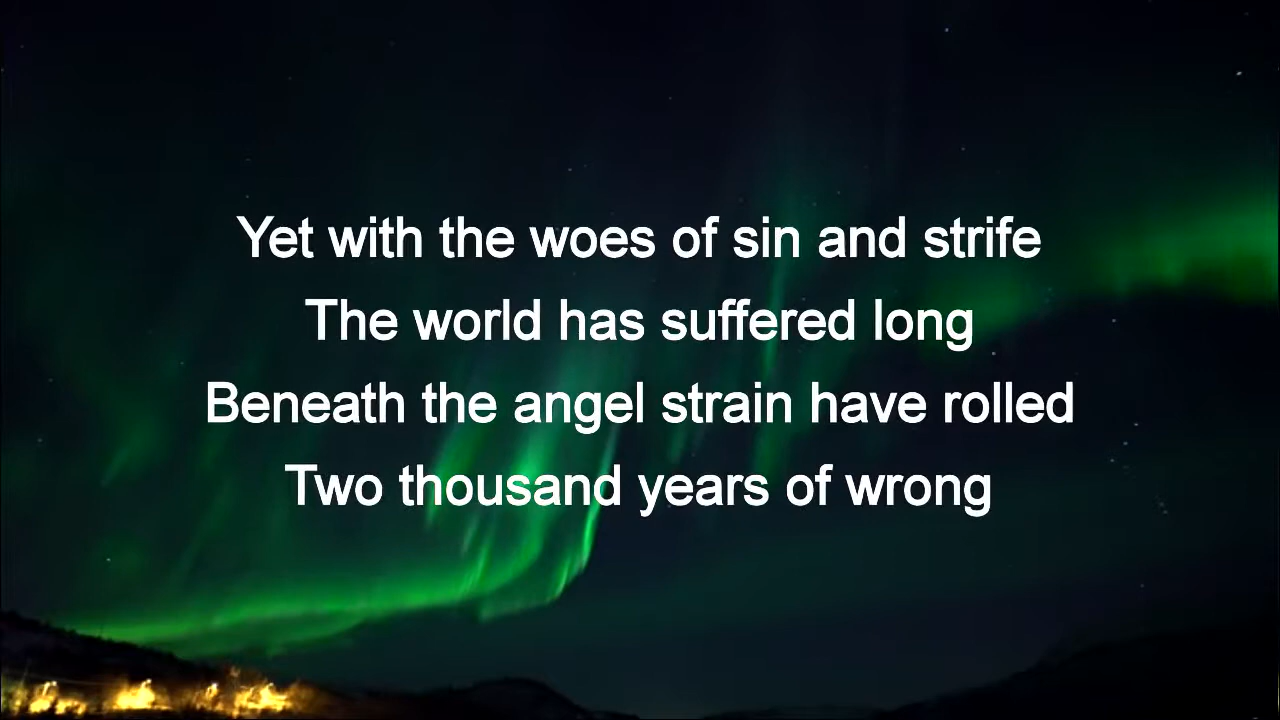 Yet with the woes of sin and strife
The world has suffered long
Beneath the angel strain have rolled
Two thousand years of wrong